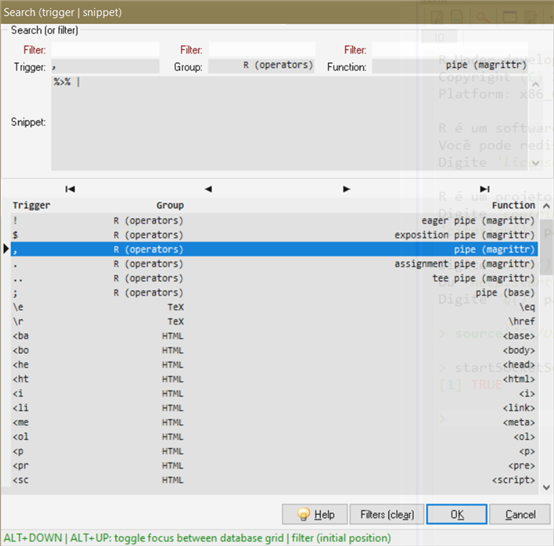 Search (trigger | snippet)
Search (or filter)
Filter: Filter: Filter:
Trigger: , Group: R (operators) Function: pipe (magrittr)
Snippet: %>% |
Trigger Group Function
! R (operators) eager pipe (magrittr)
$ R (operators) exposition pipe (magrittr)
, R (operators) pipe (magrittr)
. R (operators) assignment pipe (magrittr)
.. R (operators) tee pipe (magrittr)
; R (operators) pipe (base)
\e TeX \eq
\r TeX \href
<ba HTML <base>
<bo HTML <body>
<he HTML <head>
<ht HTML <html>
<i HTML <i>
<li HTML <link>
<me HTML <meta>
<ol HTML <ol>
<p HTML <p>
<pr HTML <pre>
<sc HTML <script>
Help Filters (clear) OK Cancel
ALT+DOWN | ALT+UP: toggle focus between database grid | filter (initial position)
R Under develo
Copyright (C)
Platform: x86_
R é um softwar
Você pode redi
Digite 'licens
R é um projeto
Digite
> source
> startS
[1] TRUE
>